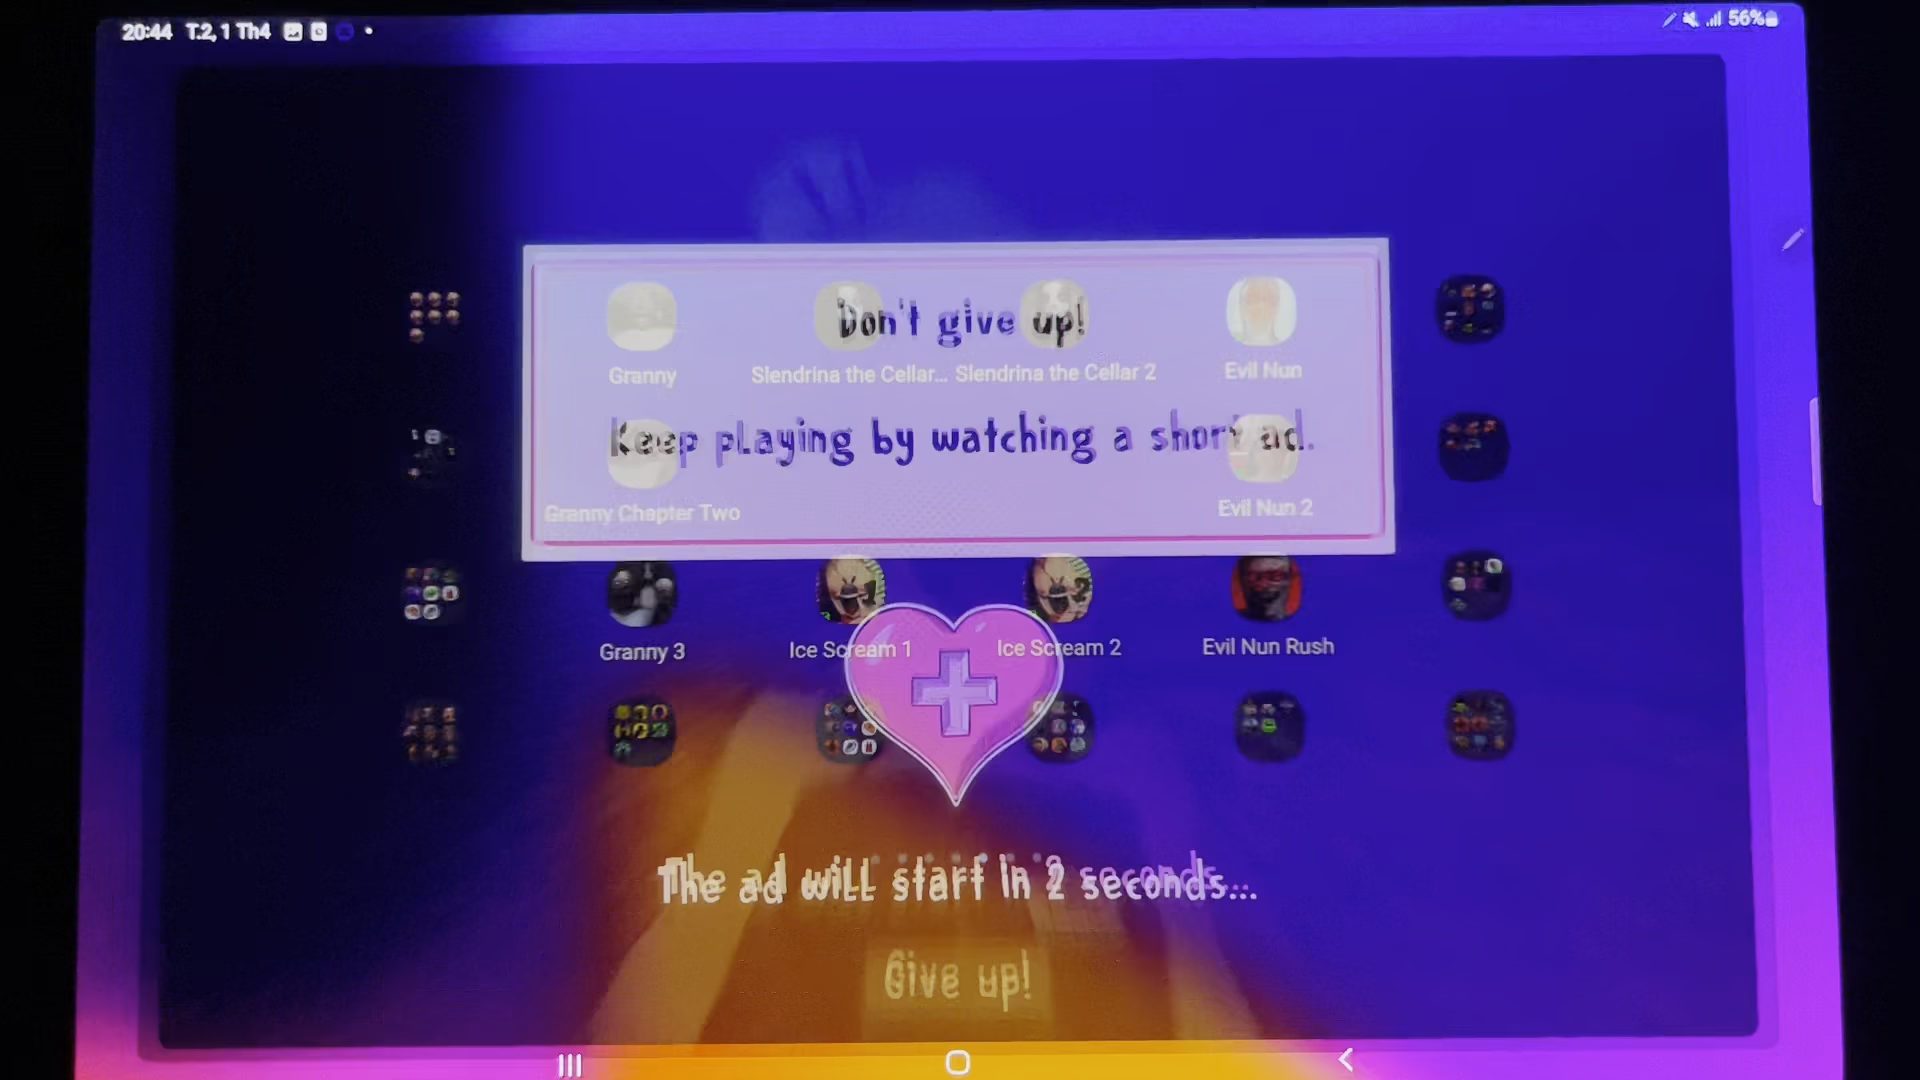 20:44 T.2, 1 Th4
56%
Don't give up!
Granny
Slendrina the Cellar... Slendrina the Cellar 2
Evil Nun
Keep playing by watching a short ad.
Granny Chapter Two
Evil Nun 2
Granny 3
Ice Scream 1
Ice Scream 2
Evil Nun Rush
The ad will start in 2 seconds...
Give up!